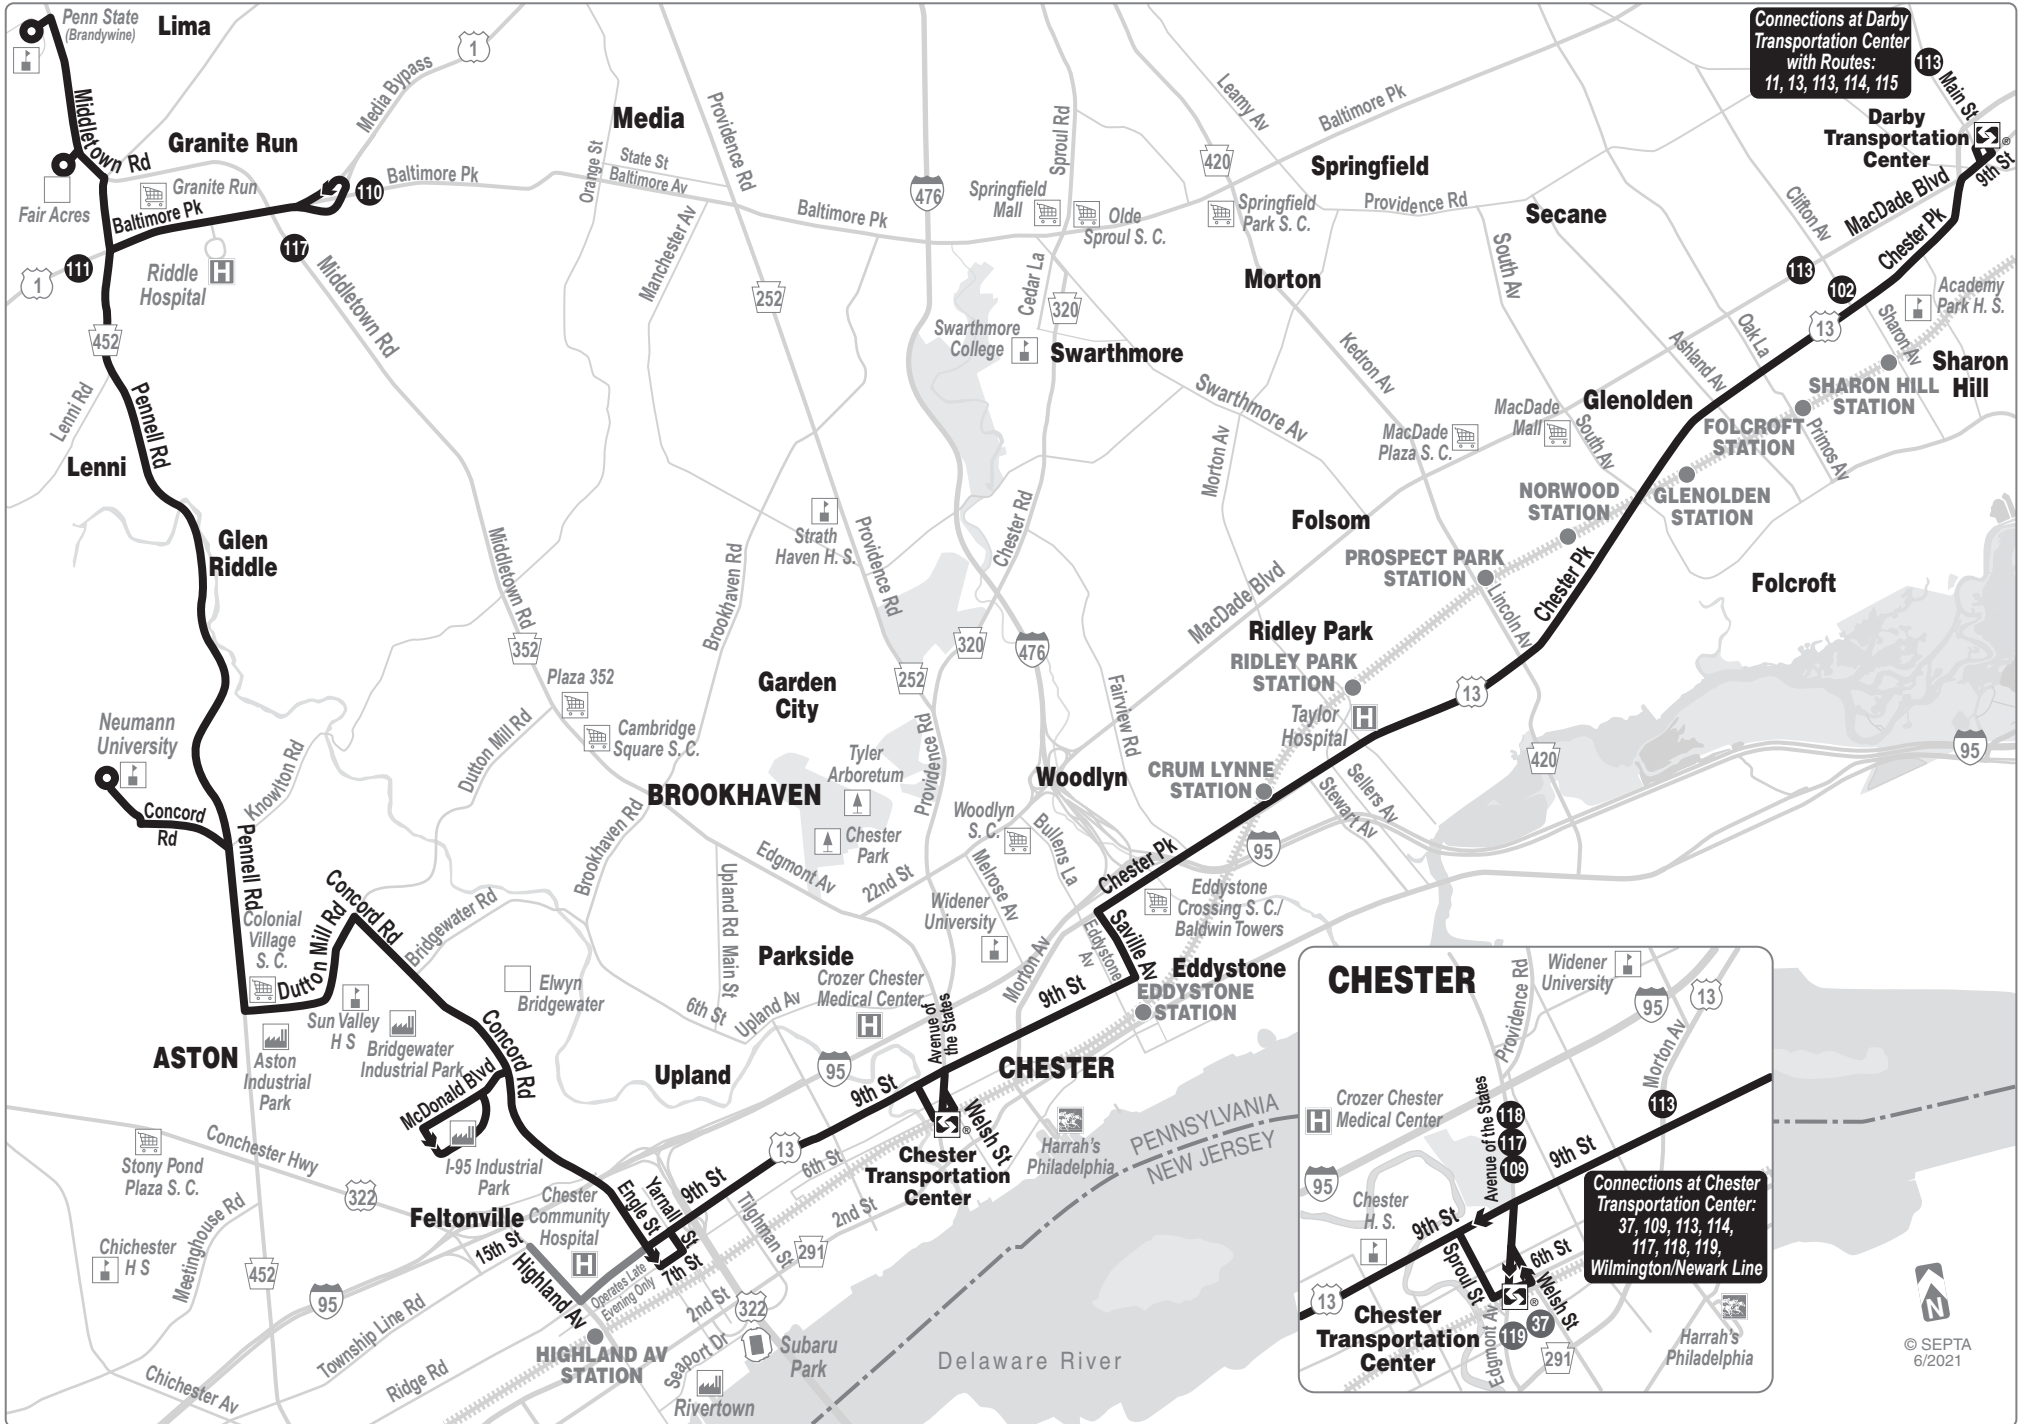 Penn State
(Brandywine)
Lima
1
Media Bypass
Middletown Rd
Granite Run
Granite Run
Fair Acres
Baltimore Pk
110
Baltimore Pk
111
1
117
Riddle
Hospital
H
Middletown Rd
452
Lenni Rd
Pennell Rd
Lenni
Glen
Riddle
Media
Orange St
State St
Baltimore Av
Providence Rd
Manchester Av
Baltimore Pk
252
476
Sproul Rd
Springfield
Mall
Olde
Sproul S. C.
Leamy Av
Baltimore Pk
420
Springfield
Springfield
Park S. C.
Providence Rd
Secane
Cedar La
Morton
South Av
320
Swarthmore
College
Swarthmore
Kedron Av
Swarthmore Av
Morton Av
MacDade
Plaza S. C.
MacDade
Mall
South Av
Glenolden
Connections at Darby
Transportation Center
with Routes:
11, 13, 113, 114, 115
113
Main St
Darby
Transportation
Center
®
9th St
MacDade Blvd
Clifton Av
Chester Pk
113
102
Academy
Park H. S.
13
Oak La
Ashland Av
Sharon Av
Sharon
Hill
SHARON HILL
STATION
FOLCROFT
STATION
Primos Av
GLENOLDEN
STATION
NORWOOD
STATION
Folsom
PROSPECT PARK
STATION
Lincoln Av
Chester Pk
Folcroft
MacDade Blvd
Ridley Park
RIDLEY PARK
STATION
13
Taylor
Hospital
H
420
95
Strath
Haven H. S.
Providence Rd
Chester Rd
Middletown Rd
Brookhaven Rd
352
320
476
252
Fairview Rd
Plaza 352
Cambridge
Square S. C.
Dutton Mill Rd
Garden
City
Tyler
Arboretum
Providence Rd
BROOKHAVEN
Chester
Park
Woodlyn
Woodlyn
S. C.
Bullens La
CRUM LYNNE
STATION
Sellers Av
Stewart Av
95
Neumann
University
Concord
Rd
Knowlton Rd
Pennell Rd
Colonial
Village
S. C.
Dutton Mill Rd
Concord Rd
Bridgewater Rd
Brookhaven Rd
Edgmont Av
22nd St
Upland Rd
Main St
Melrose Av
Widener
University
Chester Pk
Saville Av
Eddystone
Av
Eddystone
Crossing S. C./
Baldwin Towers
Eddystone
EDDYSTONE
STATION
Morton Av
9th St
Elwyn
Bridgewater
Parkside
Crozer Chester
Medical Center
H
6th St
Upland Av
Avenue of
the States
Sun Valley
H S
Bridgewater
Industrial Park
Aston
Industrial
Park
ASTON
Concord Rd
McDonald Blvd
I-95 Industrial
Park
Upland
95
9th St
CHESTER
Welsh St
®
Chester
Transportation
Center
Harrah's
Philadelphia
PENNSYLVANIA
NEW JERSEY
13
6th St
2nd St
Conchester Hwy
Stony Pond
Plaza S. C.
322
Meetinghouse Rd
Chichester
H S
452
Feltonville
Chester
Community
Hospital
H
15th St
Highland Av
Engle St
Yarnall St
9th St
7th St
Operates Late
Evening Only
Tilghman St
291
2nd St
322
95
Township Line Rd
Ridge Rd
Chichester Av
HIGHLAND AV
STATION
Seaport Dr
Subaru
Park
Rivertown
Delaware River
CHESTER
Widener
University
Providence Rd
95
13
Morton Av
113
Crozer Chester
Medical Center
H
Avenue of the States
118
117
109
9th St
95
Chester
H. S.
9th St
Connections at Chester
Transportation Center:
37, 109, 113, 114,
117, 118, 119,
Wilmington/Newark Line
Sproul St
6th St
Welsh St
®
13
Chester
Transportation
Center
Edgmont Av
119
37
291
Harrah's
Philadelphia
N
© SEPTA
6/2021